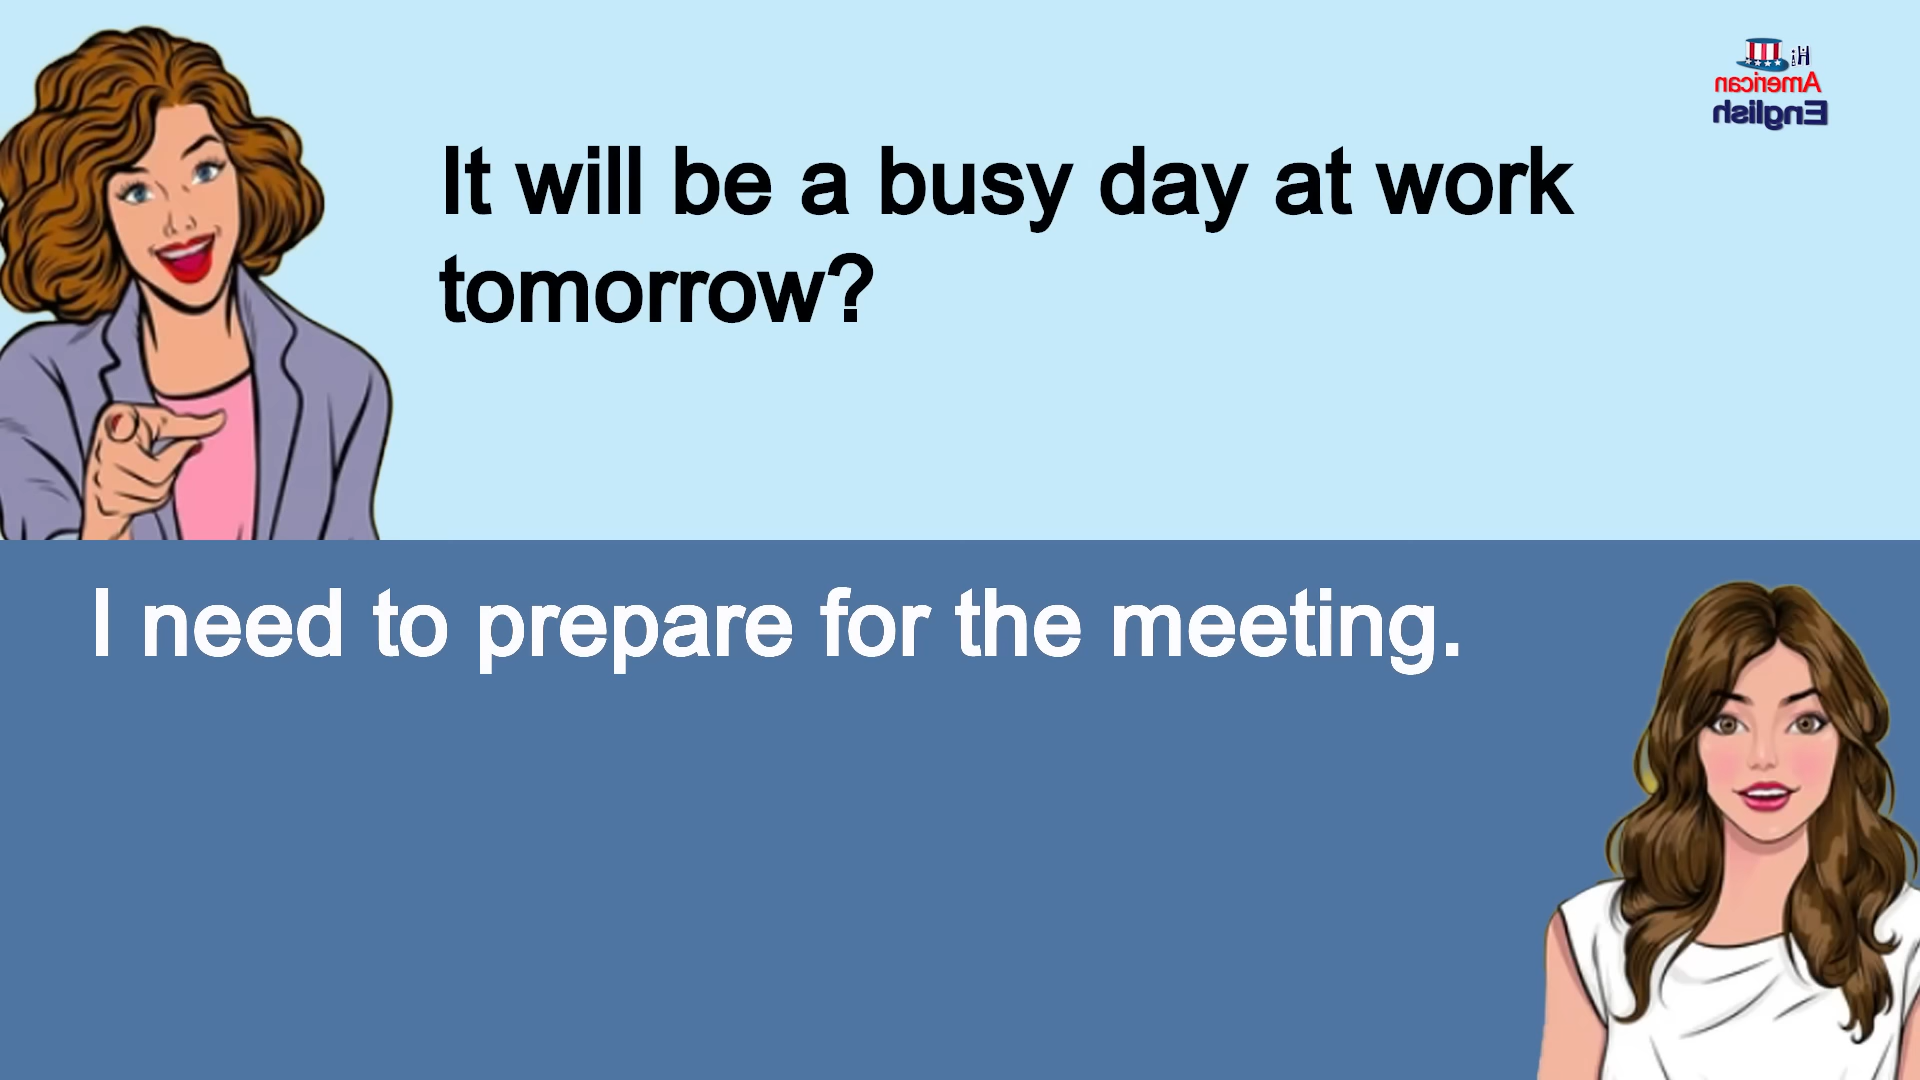 Hi
American
English
It will be a busy day at work
tomorrow?
I need to prepare for the meeting.